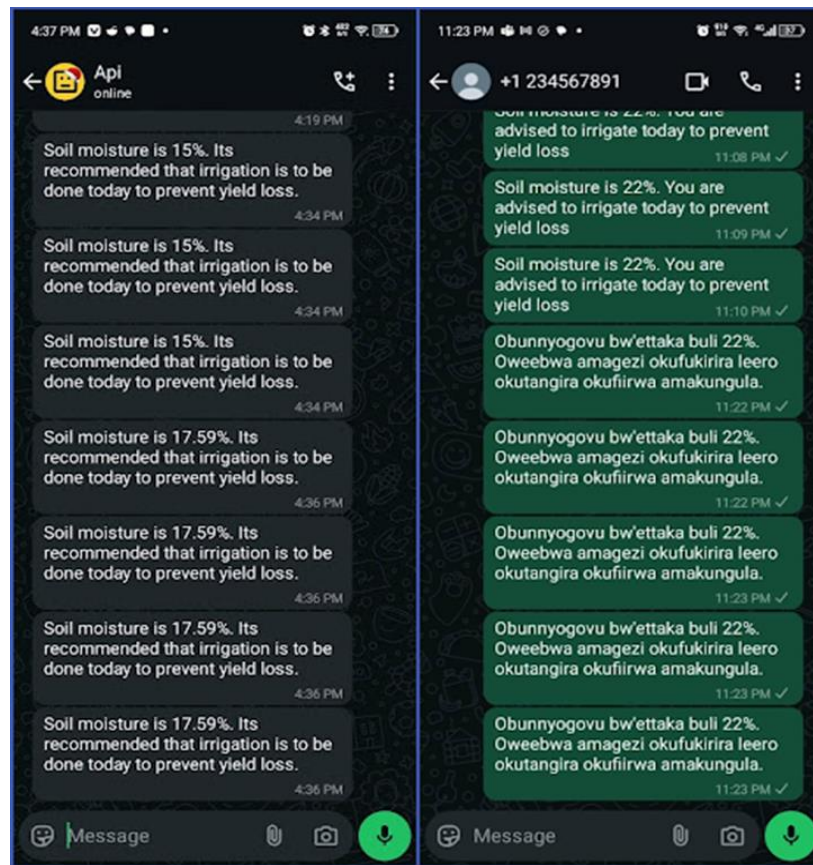 4:37 PM
Api
online
4:19 PM
Soil moisture is 15%. Its
recommended that irrigation is to be
done today to prevent yield loss.
4:34 PM
Soil moisture is 15%. Its
recommended that irrigation is to be
done today to prevent yield loss.
4:34 PM
Soil moisture is 15%. Its
recommended that irrigation is to be
done today to prevent yield loss.
4:34 PM
Soil moisture is 17.59%. Its
recommended that irrigation is to be
done today to prevent yield loss.
4:36 PM
Soil moisture is 17.59%. Its
recommended that irrigation is to be
done today to prevent yield loss.
4:36 PM
Soil moisture is 17.59%. Its
recommended that irrigation is to be
done today to prevent yield loss.
4:36 PM
Soil moisture is 17.59%. Its
recommended that irrigation is to be
done today to prevent yield loss.
4:36 PM
Message
11:23 PM
+1 234567891
Soil moisture is 22%. You are
advised to irrigate today to prevent
yield loss
11:08 PM
Soil moisture is 22%. You are
advised to irrigate today to prevent
yield loss
11:09 PM
Soil moisture is 22%. You are
advised to irrigate today to prevent
yield loss
11:10 PM
Obunnyogovu bw'ettaka buli 22%.
Oweebwa amagezi okufukirira leero
okutangira okufiirwa amakungula.
11:22 PM
Obunnyogovu bw'ettaka buli 22%.
Oweebwa amagezi okufukirira leero
okutangira okufiirwa amakungula.
11:22 PM
Obunnyogovu bw'ettaka buli 22%.
Oweebwa amagezi okufukirira leero
okutangira okufiirwa amakungula.
11:23 PM
Obunnyogovu bw'ettaka buli 22%.
Oweebwa amagezi okufukirira leero
okutangira okufiirwa amakungula.
11:23 PM
Obunnyogovu bw'ettaka buli 22%.
Oweebwa amagezi okufukirira leero
okutangira okufiirwa amakungula.
11:23 PM
Message